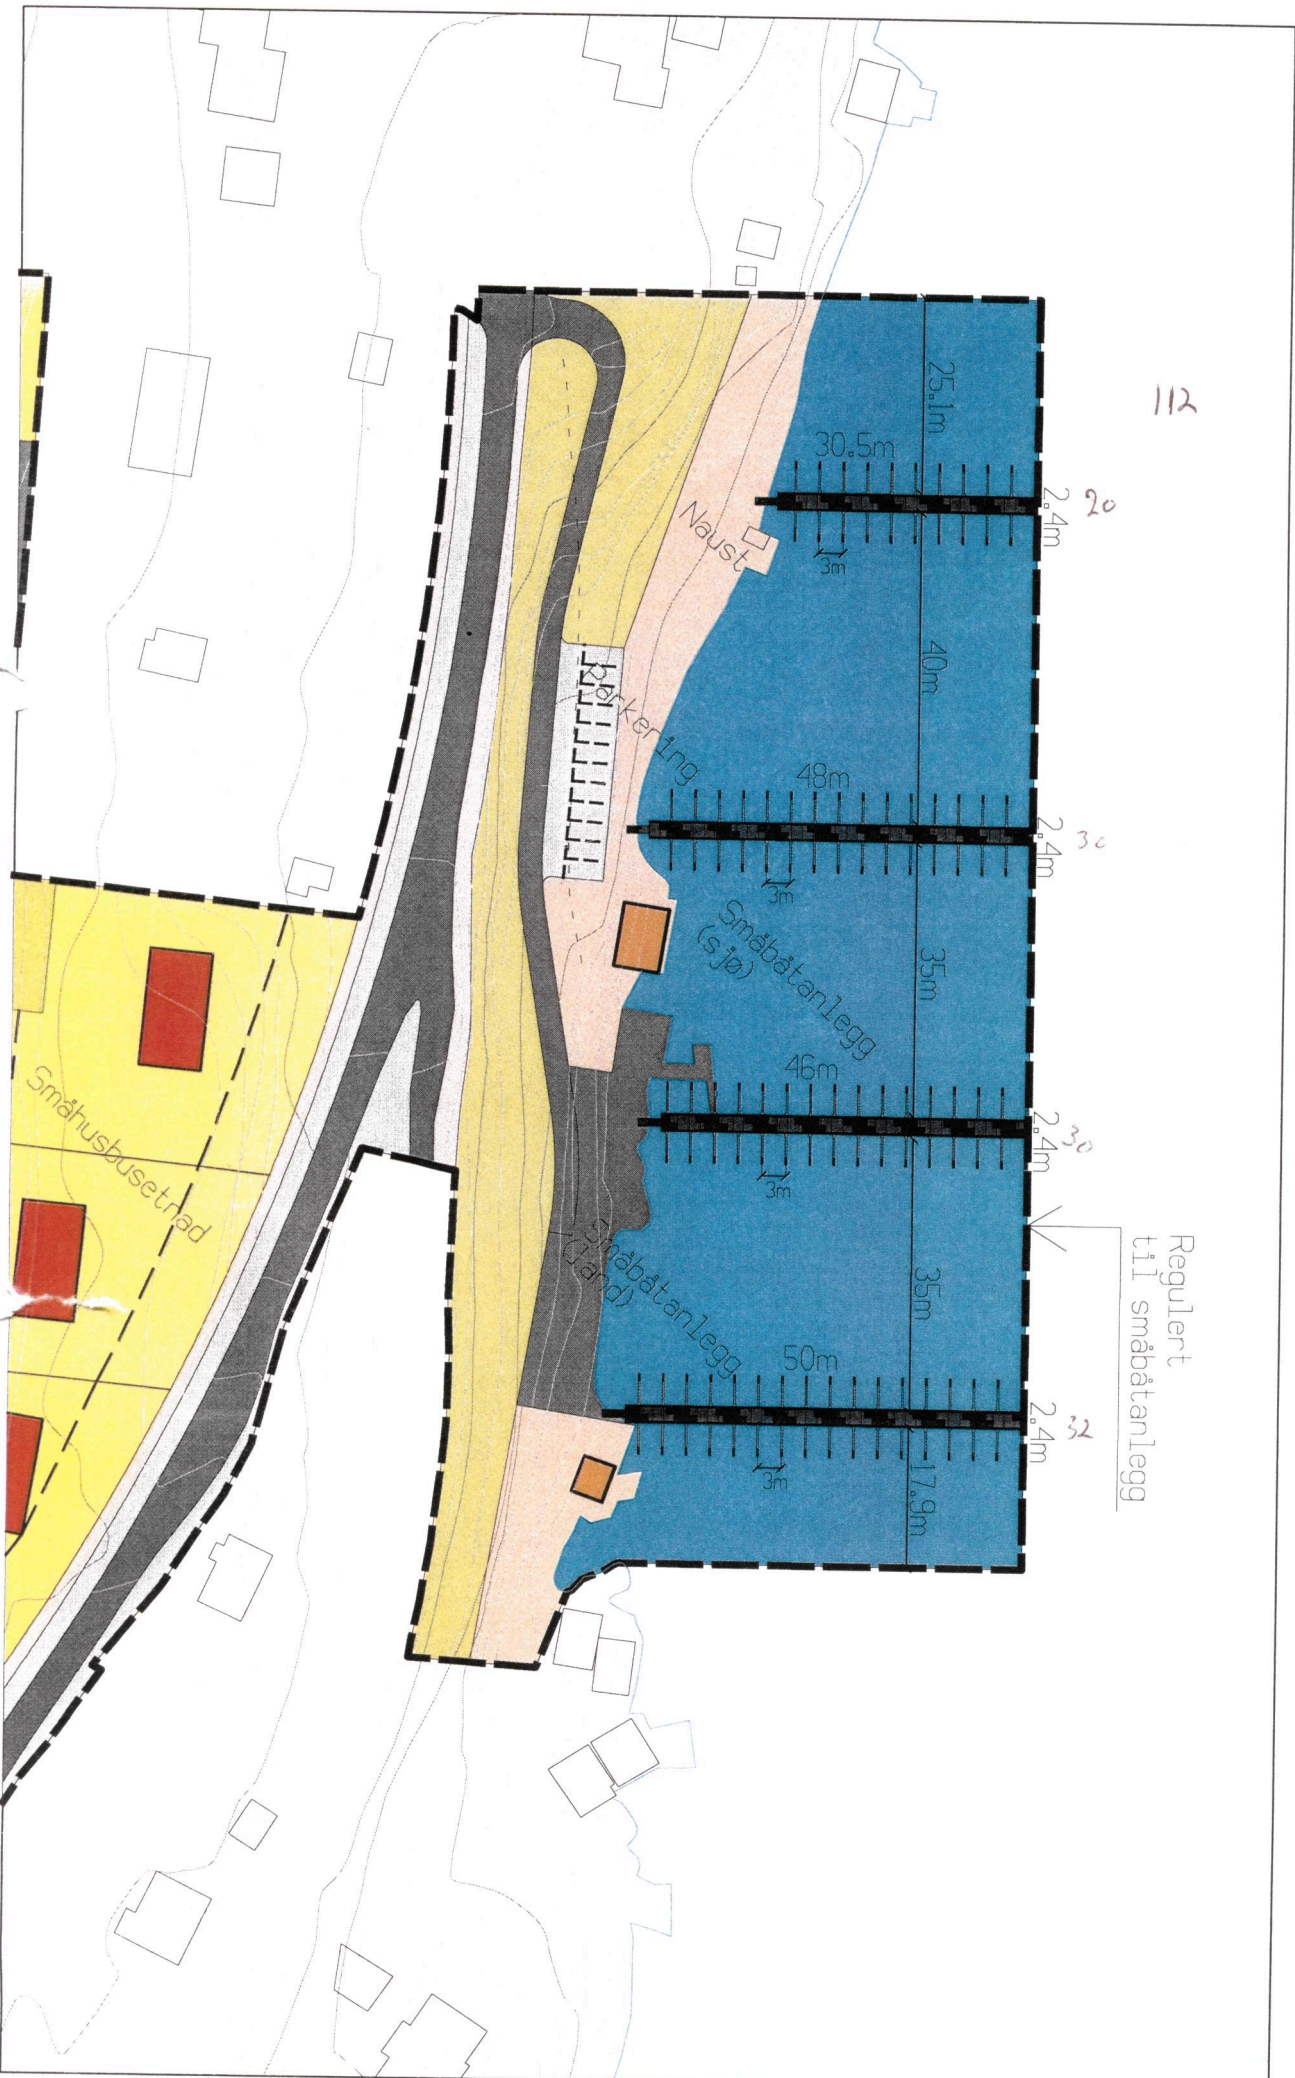 112
25.1m
30.5m
2.4m
20
3m
Naust
40m
Parkering
48m
2.4m
30
3m
Småbåtanlegg
(sjø)
35m
46m
2.4m
30
3m
Regulert
til småbåtanlegg
35m
Småbåtanlegg
(land)
50m
2.4m
32
3m
17.9m
Småhusbusetnad